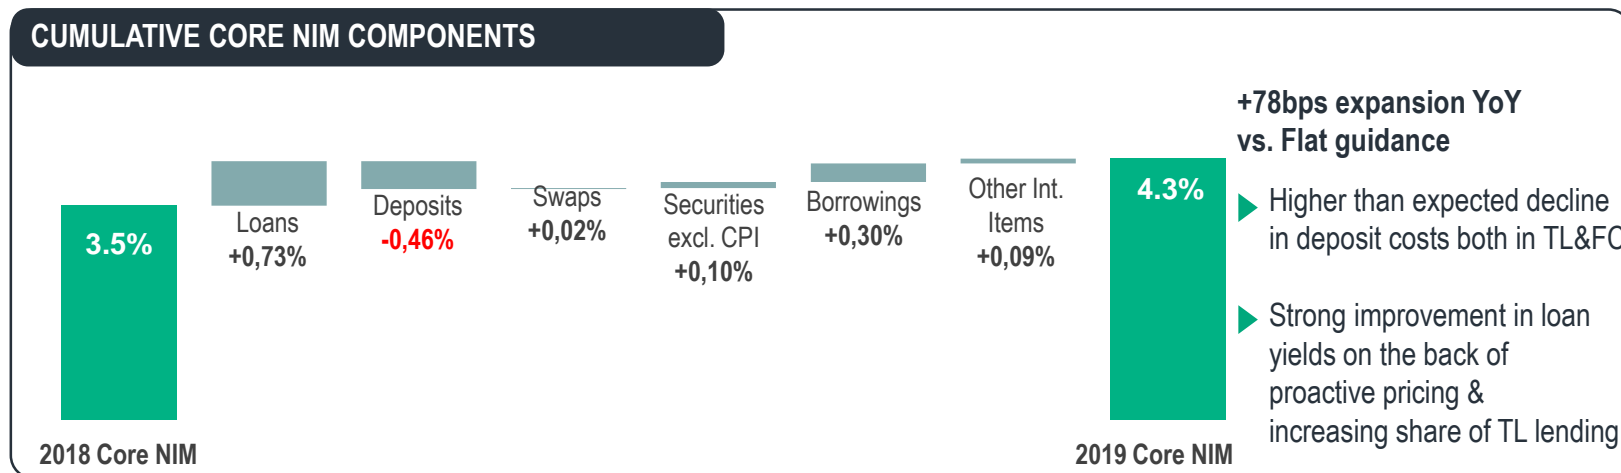 CUMULATIVE CORE NIM COMPONENTS
3.5%
2018 Core NIM
Loans
+0,73%
Deposits
-0,46%
Swaps
+0,02%
Securities
excl. CPI
+0,10%
Borrowings
+0,30%
Other Int.
Items
+0,09%
4.3%
2019 Core NIM
+78bps expansion YoY
vs. Flat guidance
Higher than expected decline
in deposit costs both in TL&FC
Strong improvement in loan
yields on the back of
proactive pricing &
increasing share of TL lending